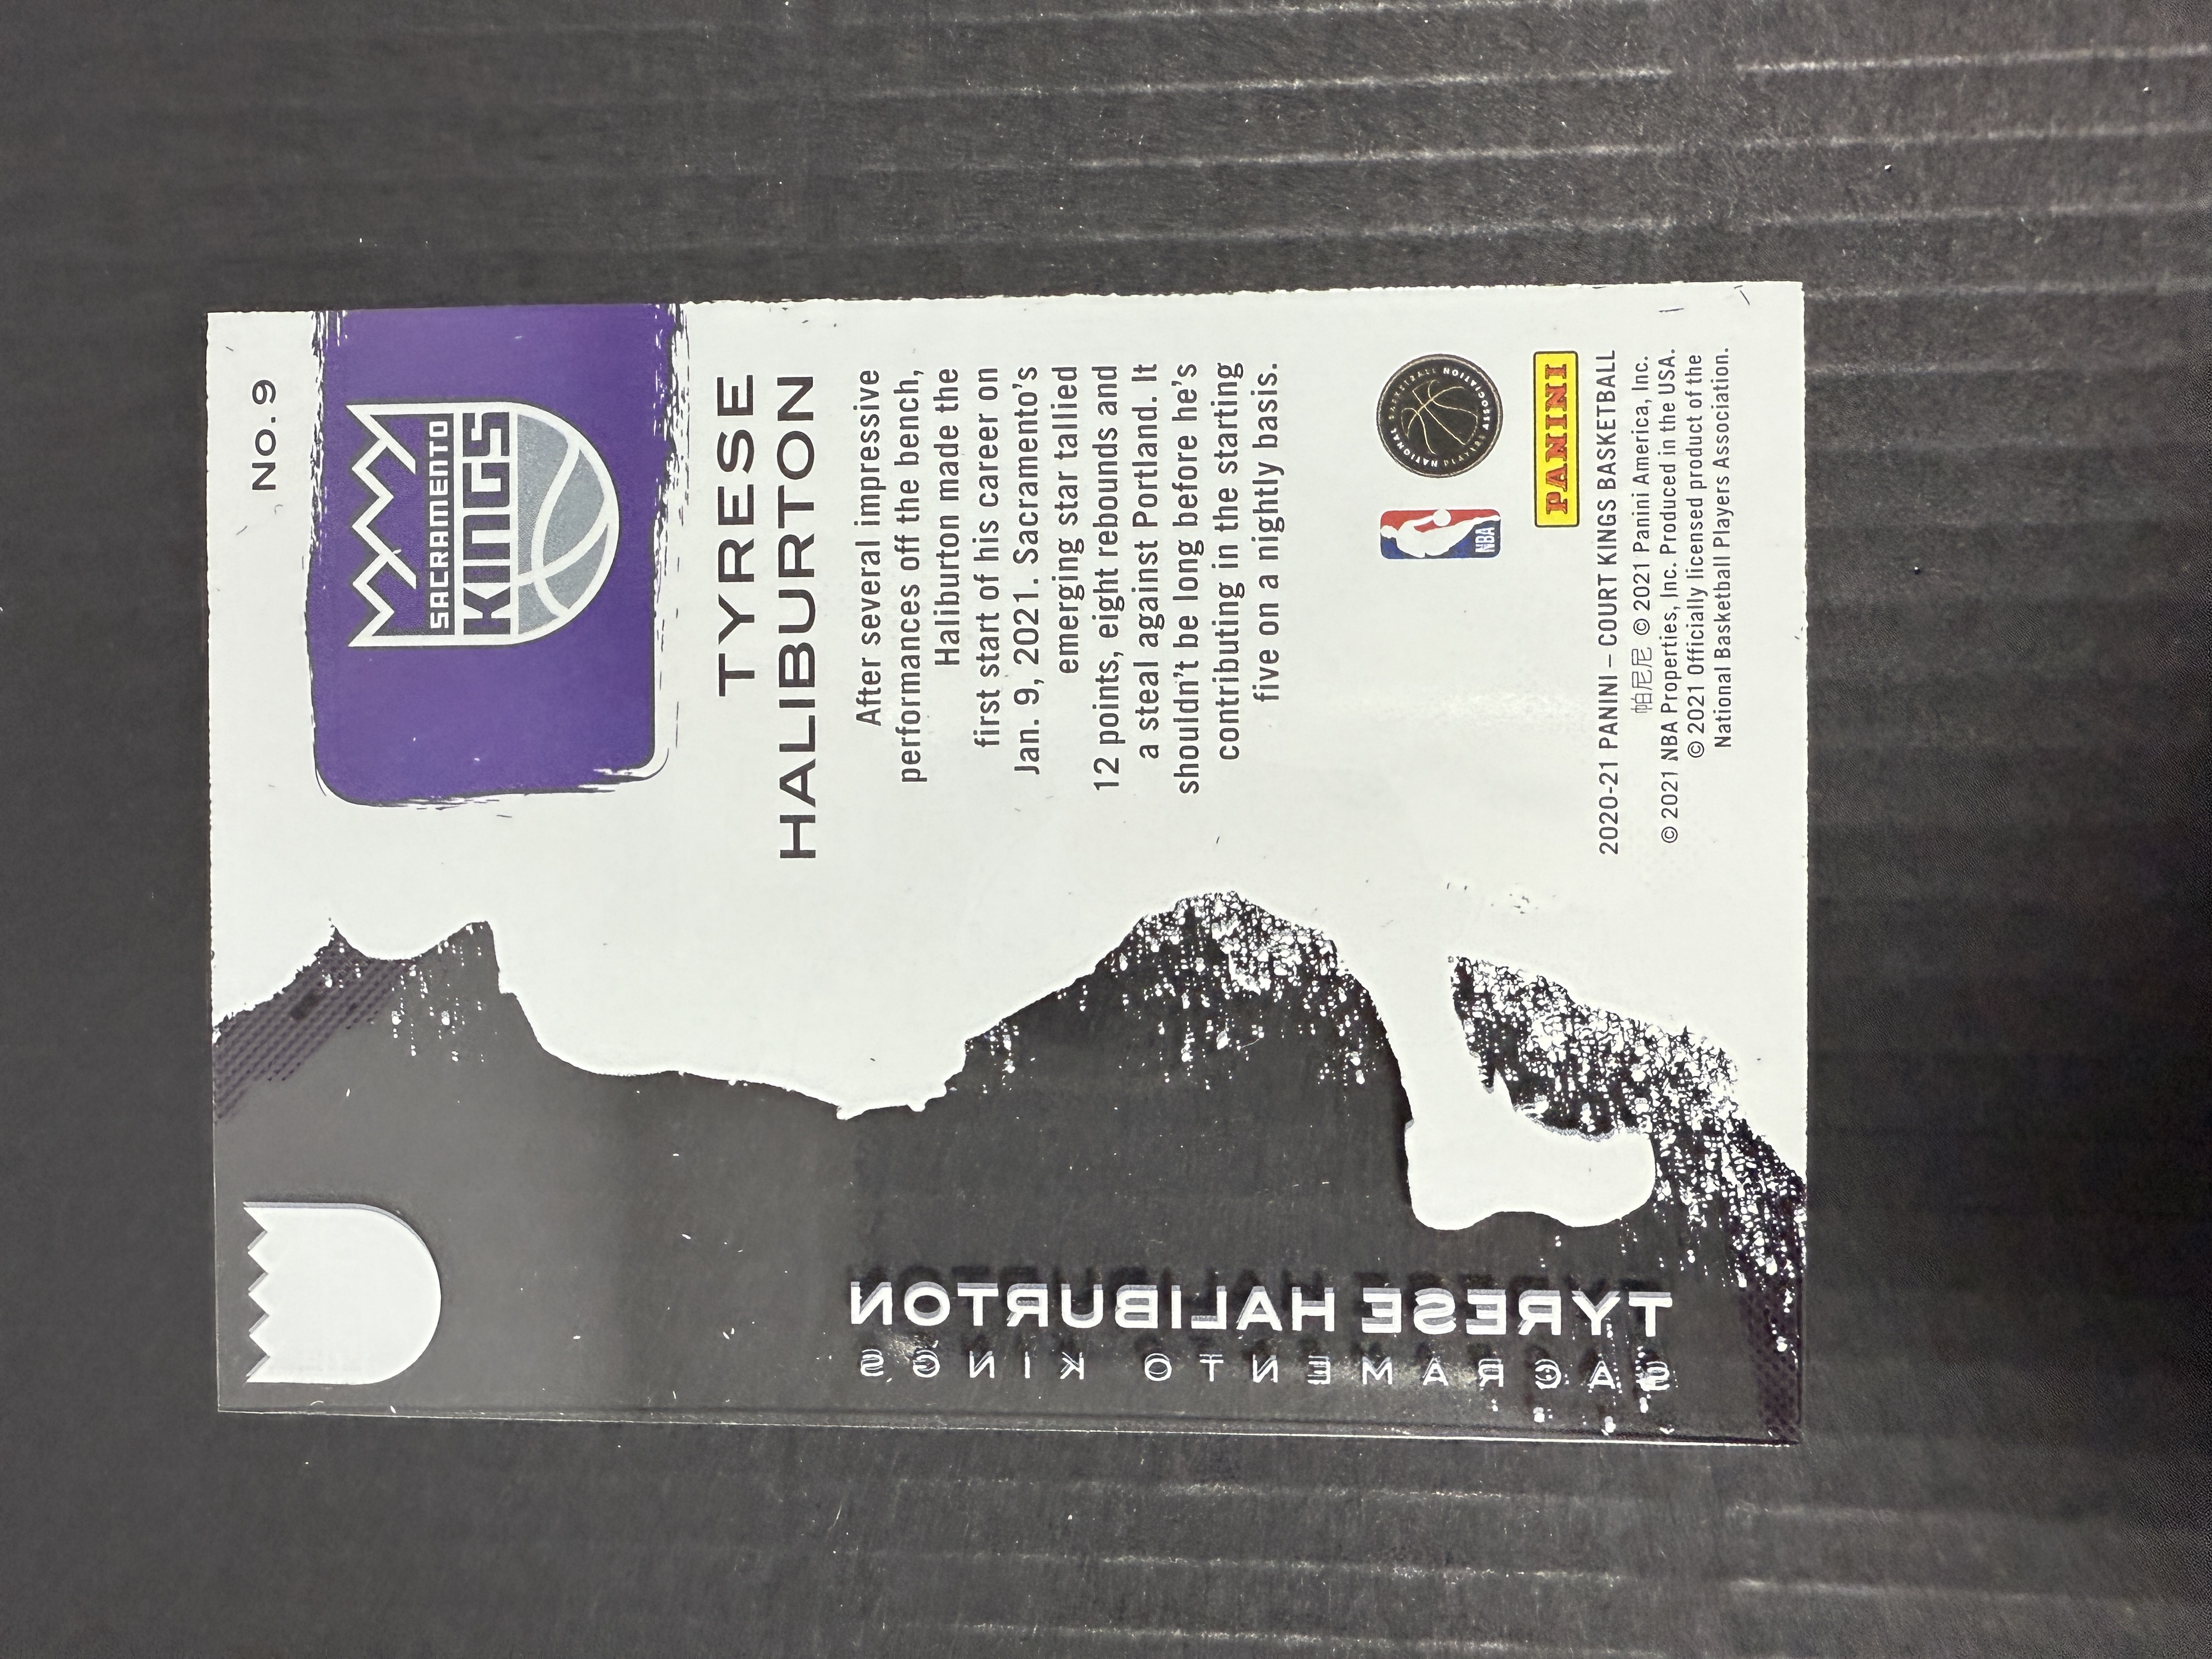 No. 9
SACRAMENTO
KINGS
TYRESE
HALIBURTON
After several impressive
performances off the bench,
Haliburton made the
first start of his career on
Jan. 9, 2021. Sacramento's
emerging star tallied
12 points, eight rebounds and
a steal against Portland. It
shouldn't be long before he's
contributing in the starting
five on a nightly basis.
NBA
NATIONAL BASKETBALL PLAYERS ASSOCIATION
PANINI
2020-21 PANINI – COURT KINGS BASKETBALL
帕尼尼 © 2021 Panini America, Inc.
© 2021 NBA Properties, Inc. Produced in the USA.
© 2021 Officially licensed product of the
National Basketball Players Association.
TYRESE HALIBURTON
SACRAMENTO KINGS